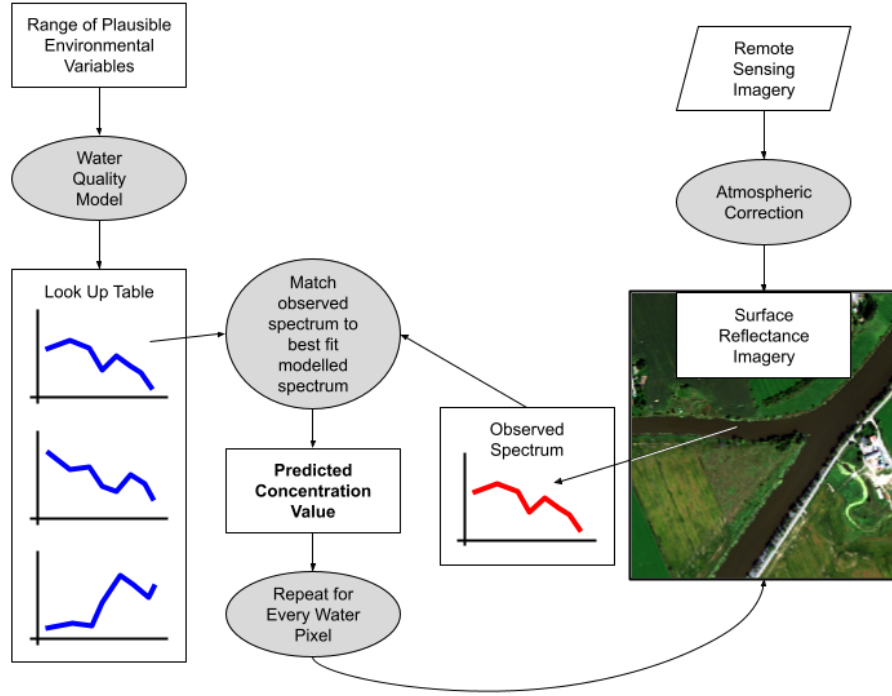 Range of Plausible
Environmental
Variables
Water
Quality
Model
Look Up Table
Match
observed
spectrum to
best fit
modelled
spectrum
Predicted
Concentration
Value
Repeat for
Every Water
Pixel
Remote
Sensing
Imagery
Atmospheric
Correction
Surface
Reflectance
Imagery
Observed
Spectrum